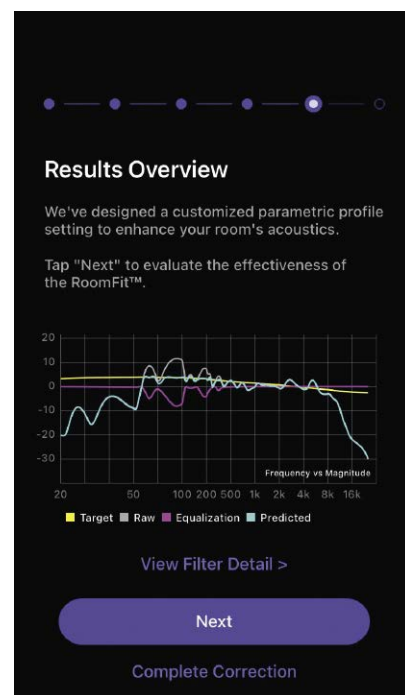 Results Overview
We've designed a customized parametric profile
setting to enhance your room's acoustics.
Tap "Next" to evaluate the effectiveness of
the RoomFit™.
20
10
0
-10
-20
-30
Frequency vs Magnitude
20 50 100 200 500 1k 2k 4k 8k 16k
Target Raw Equalization Predicted
View Filter Detail >
Next
Complete Correction